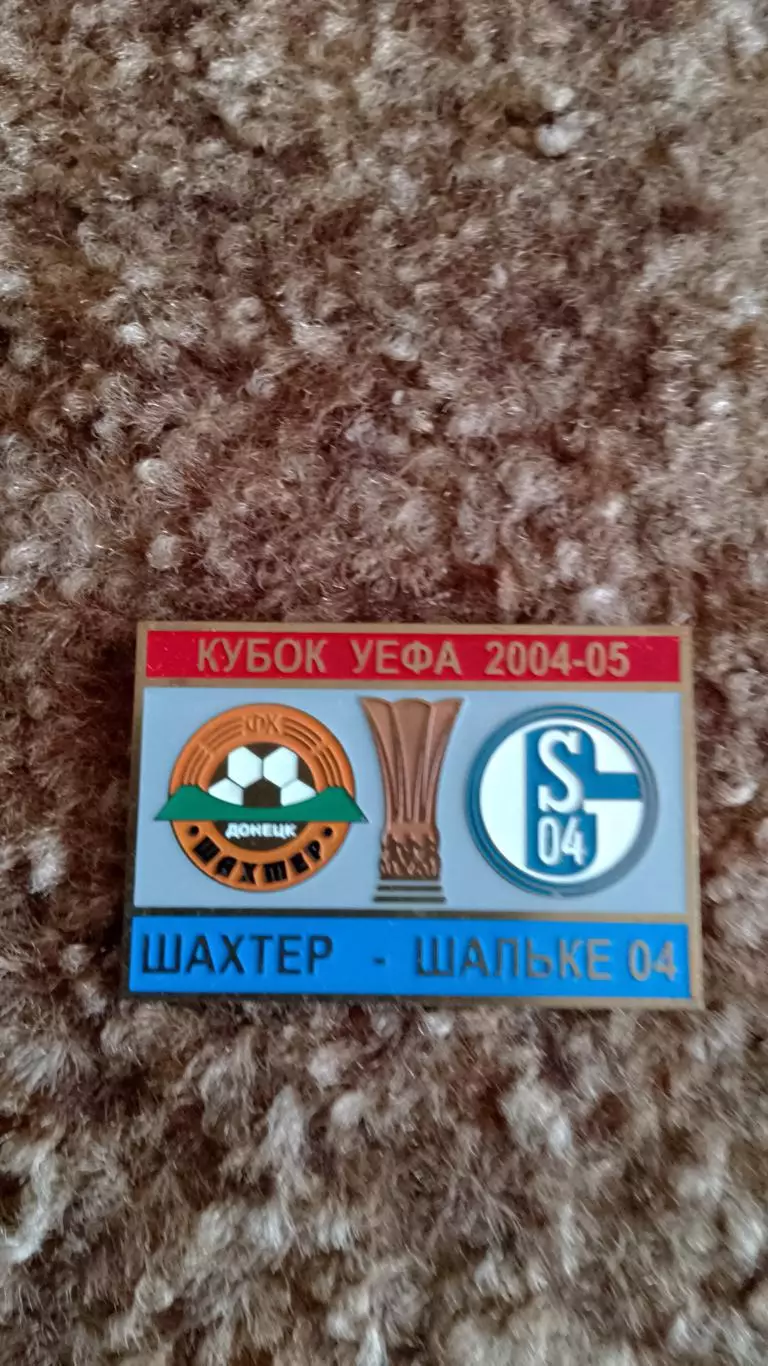 КУБОК УЕФА 2004-05
ФК
ДОНЕЦК
ШАХТЕР
S
04
ШАХТЕР - ШАЛЬКЕ 04